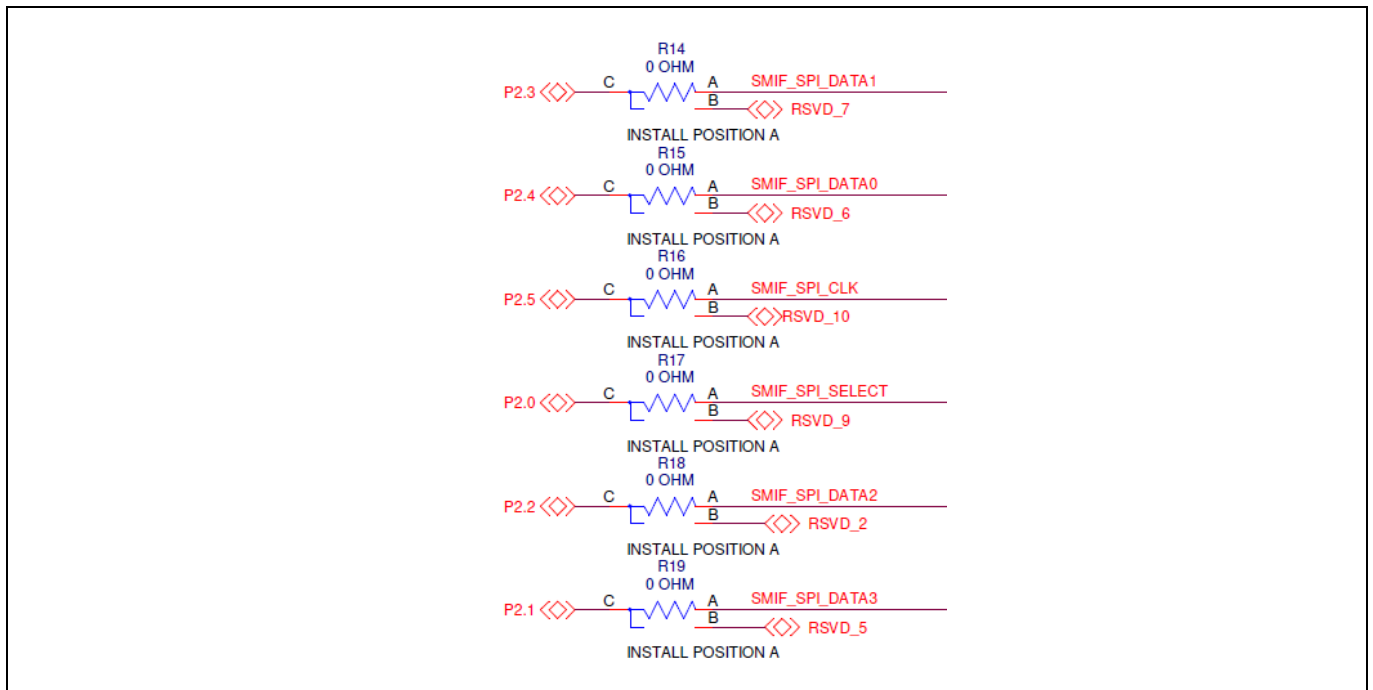 R14
0 OHM
P2.3 C A SMIF_SPI_DATA1
B RSVD_7
INSTALL POSITION A
R15
0 OHM
P2.4 C A SMIF_SPI_DATA0
B RSVD_6
INSTALL POSITION A
R16
0 OHM
P2.5 C A SMIF_SPI_CLK
B RSVD_10
INSTALL POSITION A
R17
0 OHM
P2.0 C A SMIF_SPI_SELECT
B RSVD_9
INSTALL POSITION A
R18
0 OHM
P2.2 C A SMIF_SPI_DATA2
B RSVD_2
INSTALL POSITION A
R19
0 OHM
P2.1 C A SMIF_SPI_DATA3
B RSVD_5
INSTALL POSITION A